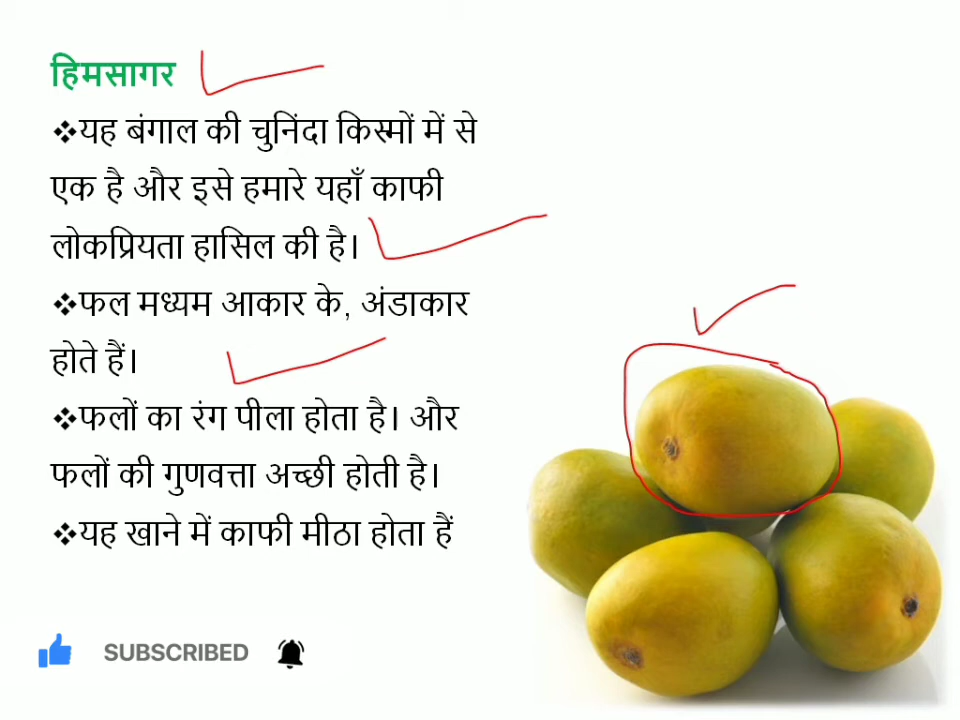 हिमसागर
❖यह बंगाल की चुनिंदा किस्मों में से
एक है और इसे हमारे यहाँ काफी
लोकप्रियता हासिल की है।
❖फल मध्यम आकार के, अंडाकार
होते हैं।
❖फलों का रंग पीला होता है। और
फलों की गुणवत्ता अच्छी होती है।
❖यह खाने में काफी मीठा होता हैं
SUBSCRIBED